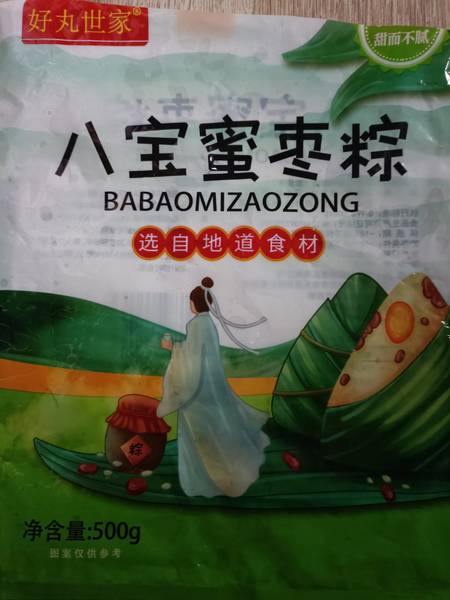 好丸世家®
甜而不腻
八宝蜜枣粽
BABAOMIZAOZONG
选自地道食材
粽
净含量:500g
图案仅供参考